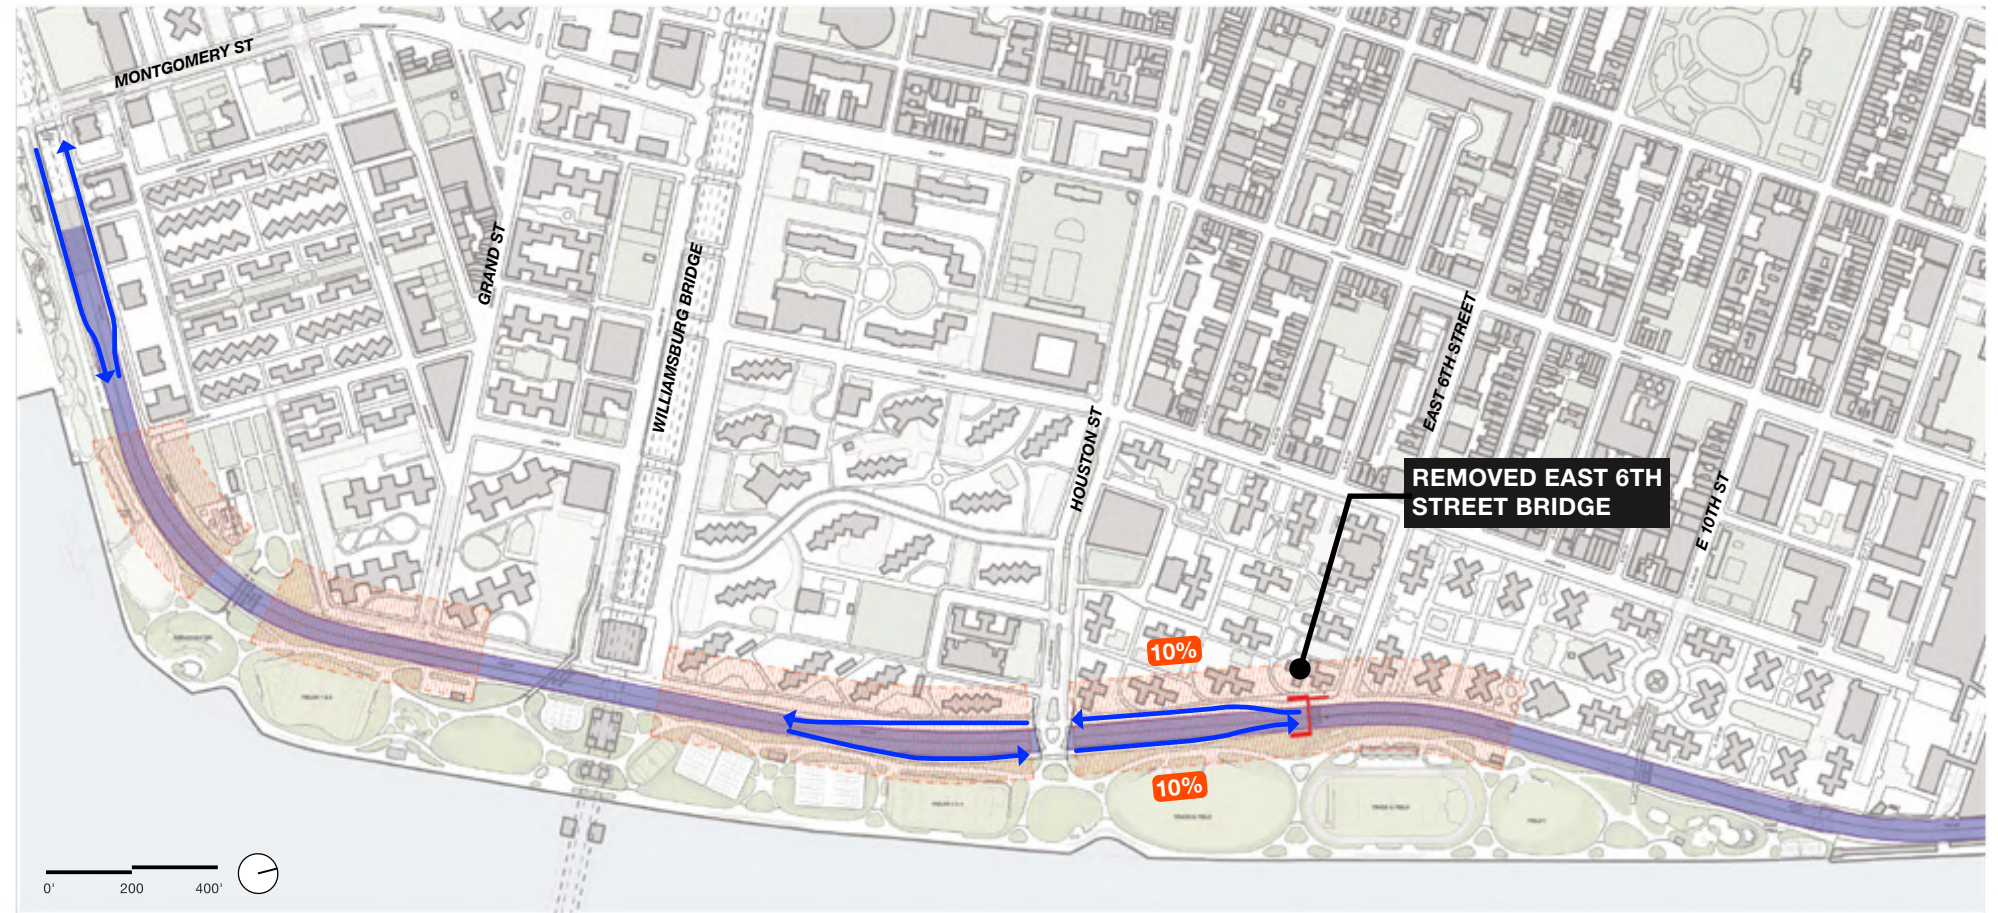 MONTGOMERY ST
GRAND ST
WILLIAMSBURG BRIDGE
HOUSTON ST
EAST 6TH STREET
E 10TH ST
REMOVED EAST 6TH
STREET BRIDGE
10%
10%
0'
200
400'